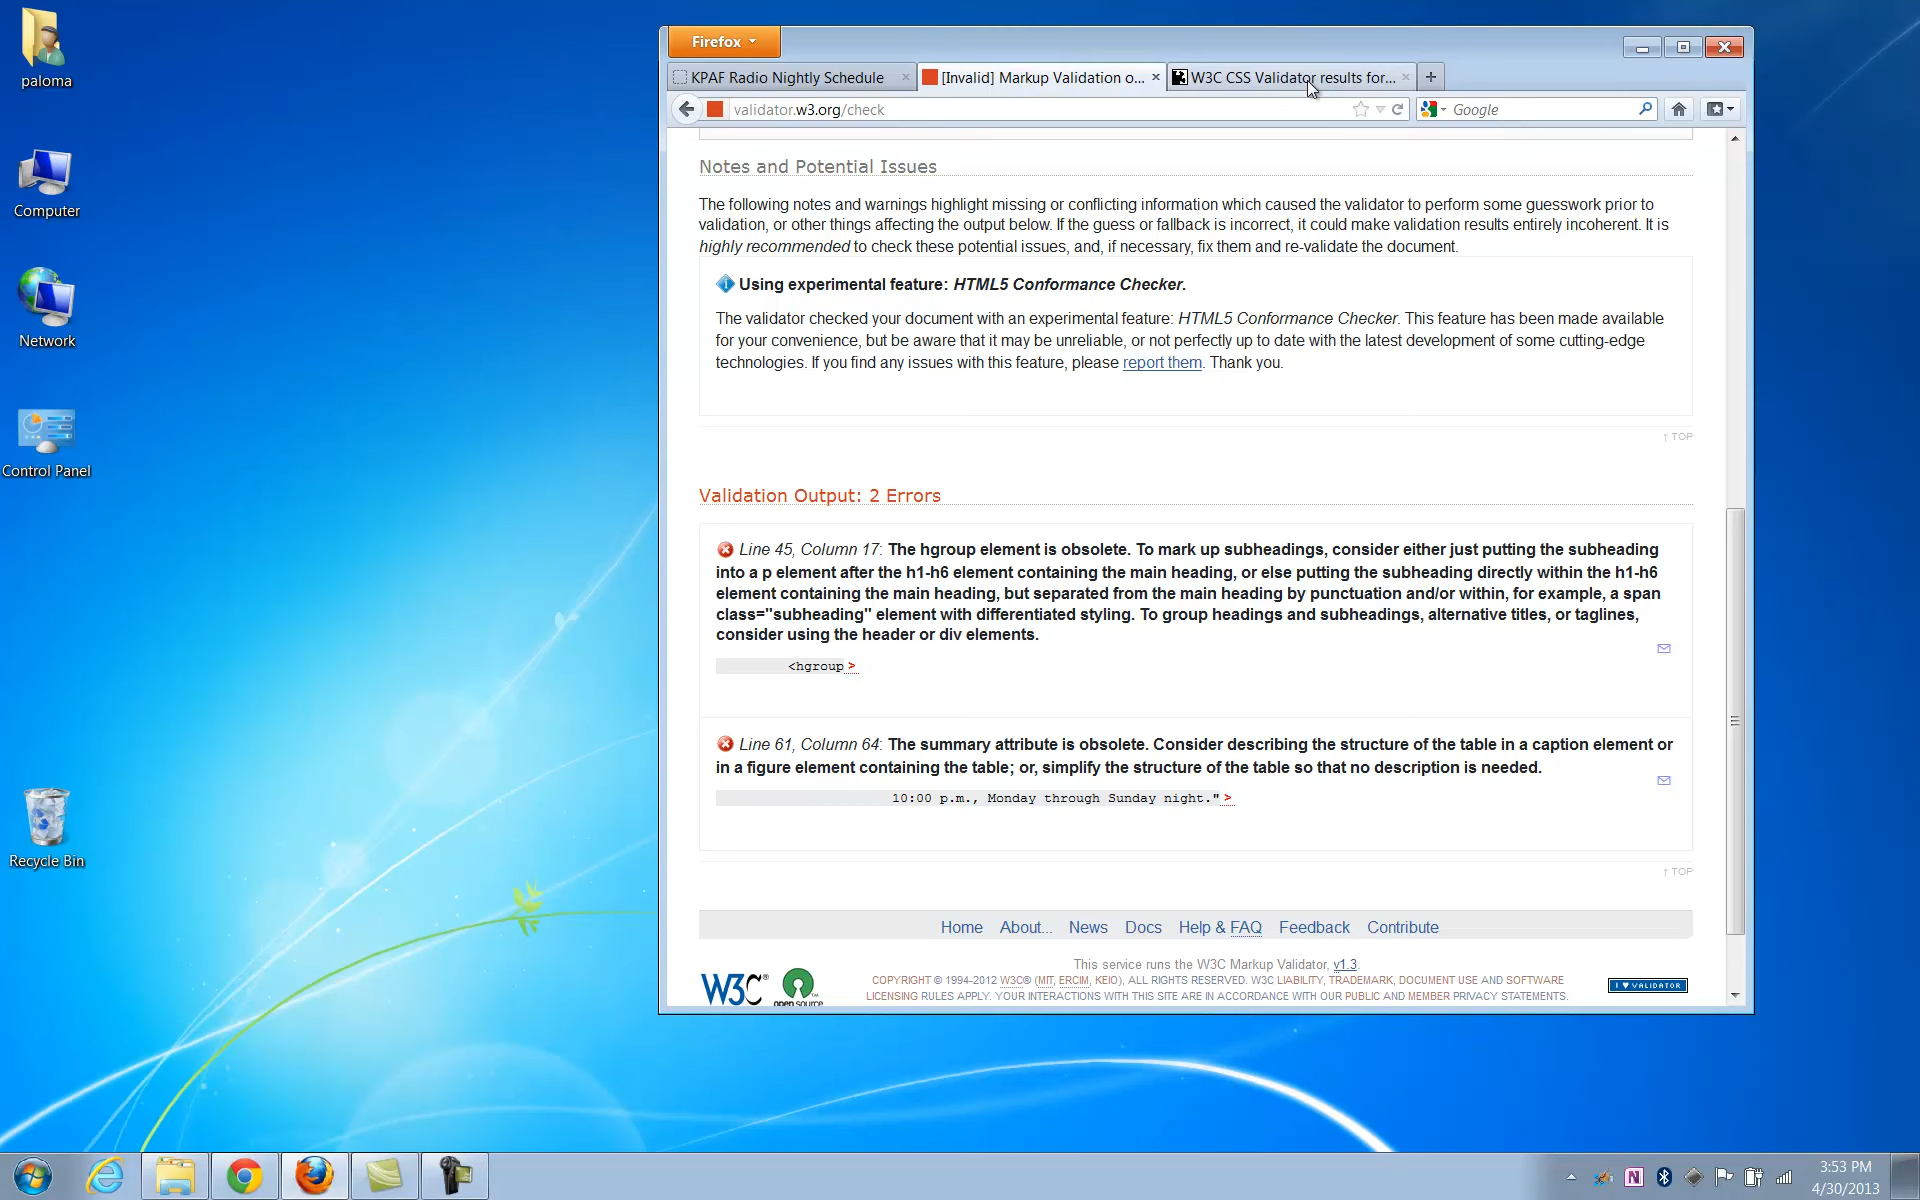 paloma
Computer
Network
Control Panel
Recycle Bin
Firefox
KPAF Radio Nightly Schedule
[Invalid] Markup Validation o...
W3C CSS Validator results for...
validator.w3.org/check
Google
Notes and Potential Issues
The following notes and warnings highlight missing or conflicting information which caused the validator to perform some guesswork prior to
validation, or other things affecting the output below. If the guess or fallback is incorrect, it could make validation results entirely incoherent. It is
highly recommended to check these potential issues, and, if necessary, fix them and re-validate the document.
Using experimental feature: HTML5 Conformance Checker.
The validator checked your document with an experimental feature: HTML5 Conformance Checker. This feature has been made available
for your convenience, but be aware that it may be unreliable, or not perfectly up to date with the latest development of some cutting-edge
technologies. If you find any issues with this feature, please report them. Thank you.
↑ TOP
Validation Output: 2 Errors
Line 45, Column 17: The hgroup element is obsolete. To mark up subheadings, consider either just putting the subheading
into a p element after the h1-h6 element containing the main heading, or else putting the subheading directly within the h1-h6
element containing the main heading, but separated from the main heading by punctuation and/or within, for example, a span
class="subheading" element with differentiated styling. To group headings and subheadings, alternative titles, or taglines,
consider using the header or div elements.
<hgroup>
Line 61, Column 64: The summary attribute is obsolete. Consider describing the structure of the table in a caption element or
in a figure element containing the table; or, simplify the structure of the table so that no description is needed.
10:00 p.m., Monday through Sunday night.">
↑ TOP
Home About... News Docs Help & FAQ Feedback Contribute
This service runs the W3C Markup Validator, v1.3.
COPYRIGHT © 1994-2012 W3C® (MIT, ERCIM, KEIO), ALL RIGHTS RESERVED. W3C LIABILITY, TRADEMARK, DOCUMENT USE AND SOFTWARE
LICENSING RULES APPLY. YOUR INTERACTIONS WITH THIS SITE ARE IN ACCORDANCE WITH OUR PUBLIC AND MEMBER PRIVACY STATEMENTS.
W3C®
open source
I ♥ VALIDATOR
N
3:53 PM
4/30/2013